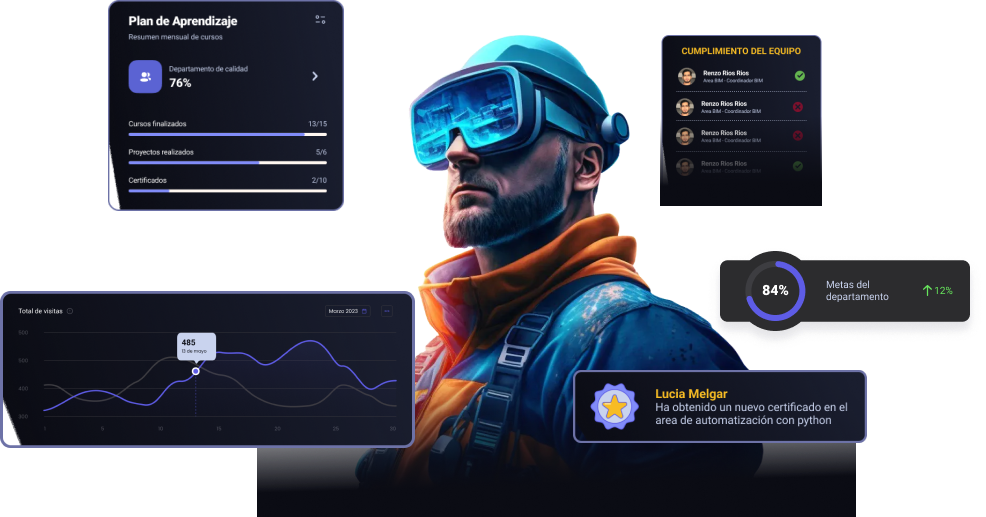 Plan de Aprendizaje
Resumen mensual de cursos
Departamento de calidad
76%
Cursos finalizados 13/15
Proyectos realizados 5/6
Certificados 2/10
CUMPLIMIENTO DEL EQUIPO
Renzo Rios Rios
Area BIM - Coordinador BIM
Renzo Rios Rios
Area BIM - Coordinador BIM
Renzo Rios Rios
Area BIM - Coordinador BIM
Renzo Rios Rios
Area BIM - Coordinador BIM
84%
Metas del
departamento
12%
Total de visitas
Marzo 2023
500
500
400
300
485
13 de mayo
1 5 10 15 20 25 30
Lucia Melgar
Ha obtenido un nuevo certificado en el
area de automatización con python